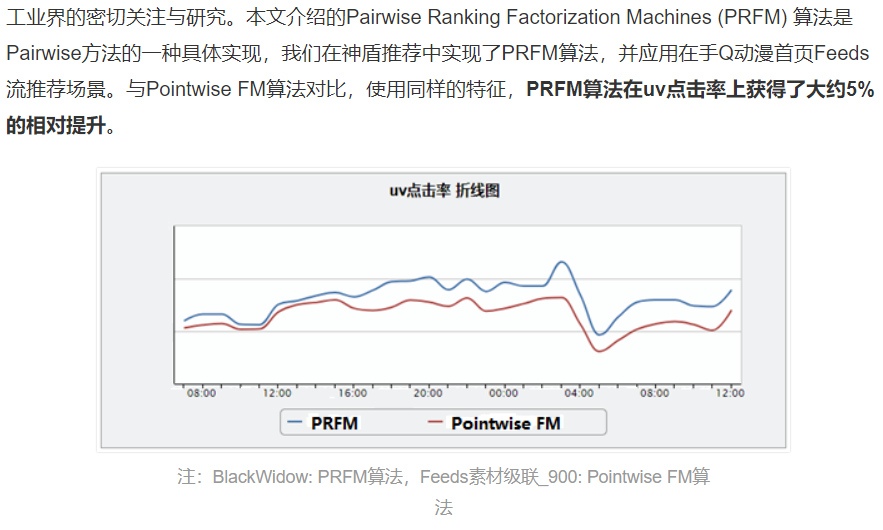 工业界的密切关注与研究。本文介绍的Pairwise Ranking Factorization Machines (PRFM) 算法是
Pairwise方法的一种具体实现，我们在神盾推荐中实现了PRFM算法，并应用在手Q动漫首页Feeds
流推荐场景。与Pointwise FM算法对比，使用同样的特征，PRFM算法在uv点击率上获得了大约5%
的相对提升。
uv点击率 折线图
08:00 12:00 16:00 20:00 00:00 04:00 08:00 12:00
PRFM Pointwise FM
注：BlackWidow: PRFM算法，Feeds素材级联_900: Pointwise FM算
法